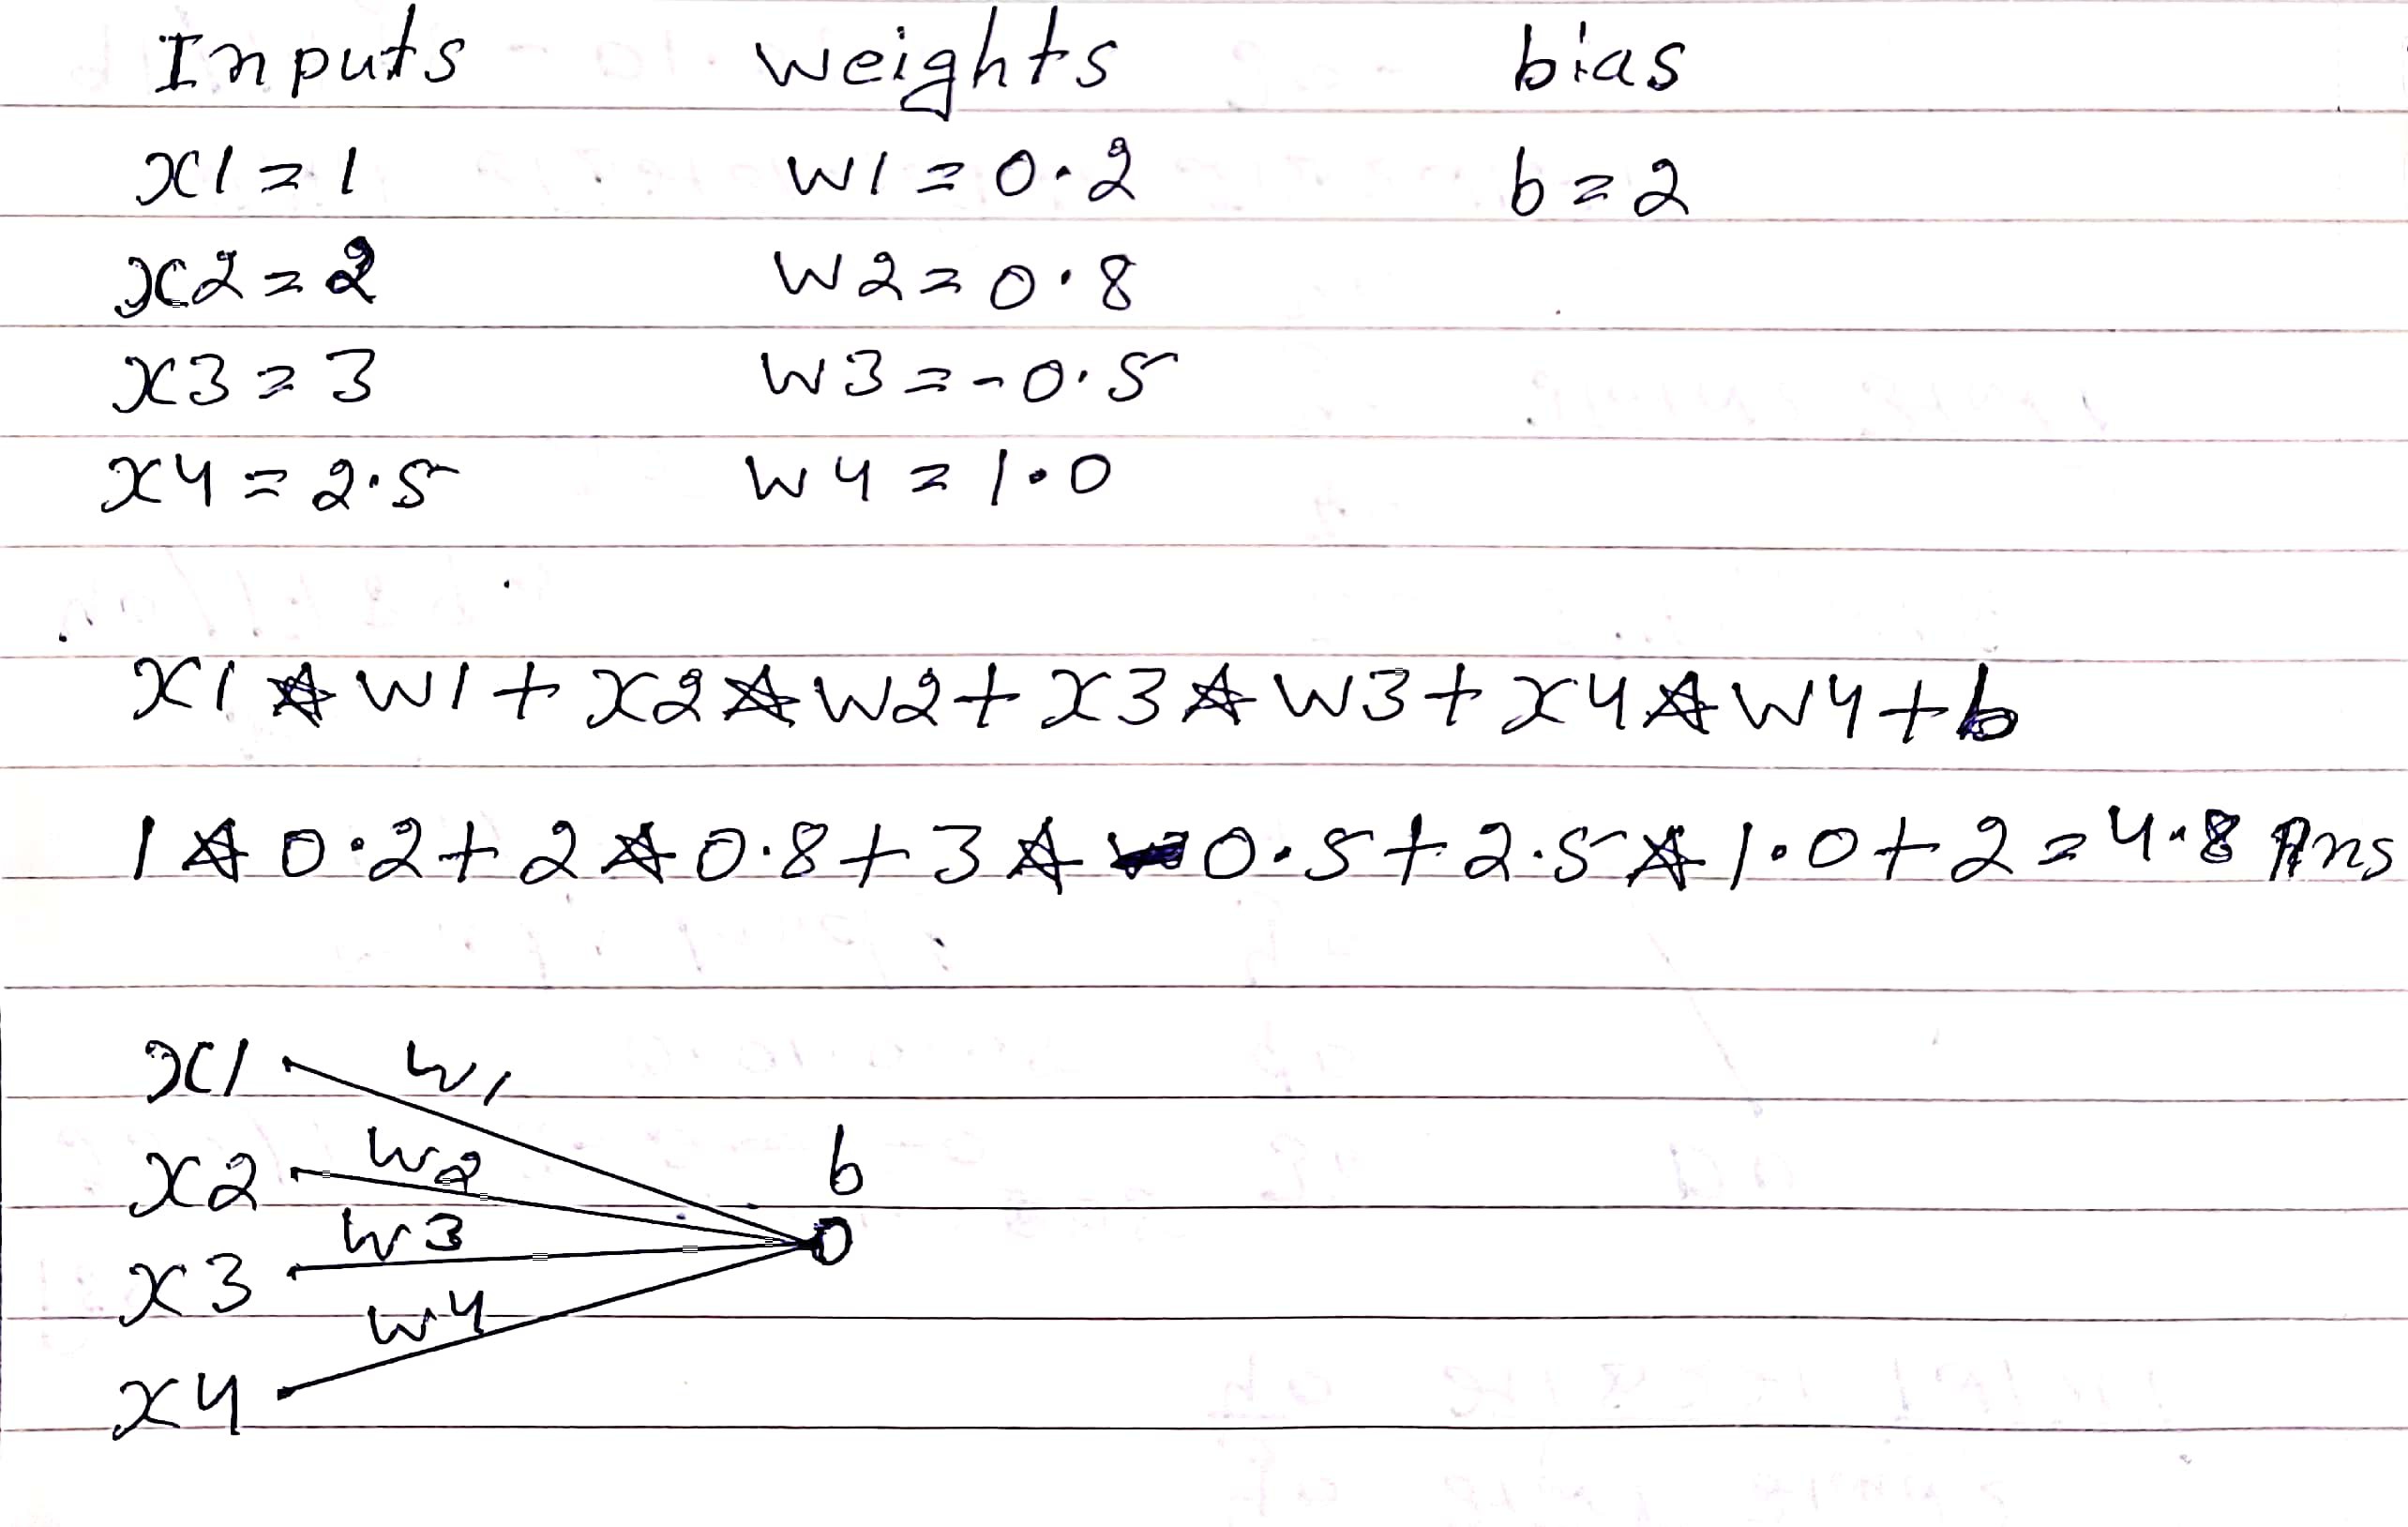 Inputs weights bias
x1 = 1 w1 = 0.2 b = 2
x2 = 2 w2 = 0.8
x3 = 3 w3 = -0.5
x4 = 2.5 w4 = 1.0
x1 * w1 + x2 * w2 + x3 * w3 + x4 * w4 + b
1 * 0.2 + 2 * 0.8 + 3 * -0.5 + 2.5 * 1.0 + 2 = 4.8 Ans
x1 w1
x2 w2 b
x3 w3
x4 w4